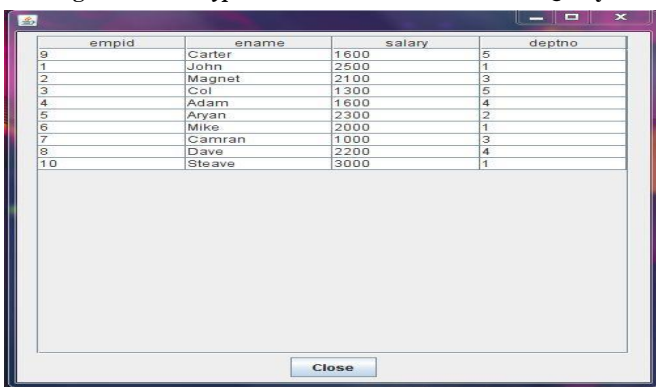 empid ename salary deptno
9 Carter 1600 5
1 John 2500 1
2 Magnet 2100 3
3 Col 1300 5
4 Adam 1600 4
5 Aryan 2300 2
6 Mike 2000 1
7 Camran 1000 3
8 Dave 2200 4
10 Steave 3000 1
Close